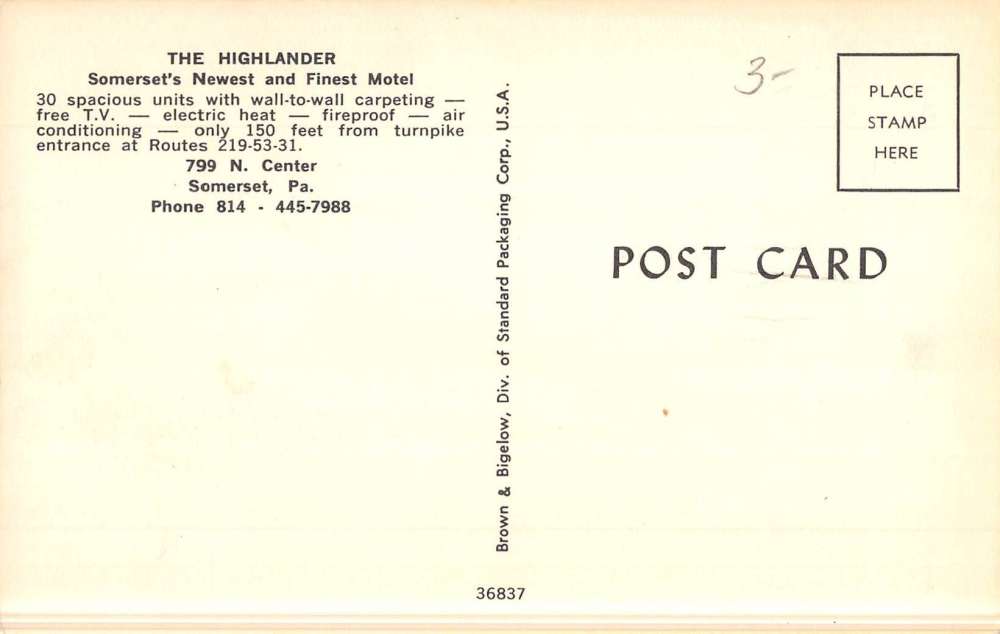 THE HIGHLANDER
Somerset's Newest and Finest Motel
30 spacious units with wall-to-wall carpeting —
free T.V. — electric heat — fireproof — air
conditioning — only 150 feet from turnpike
entrance at Routes 219-53-31.
799 N. Center
Somerset, Pa.
Phone 814 - 445-7988
Brown & Bigelow, Div. of Standard Packaging Corp., U.S.A.
36837
3-
PLACE
STAMP
HERE
POST CARD